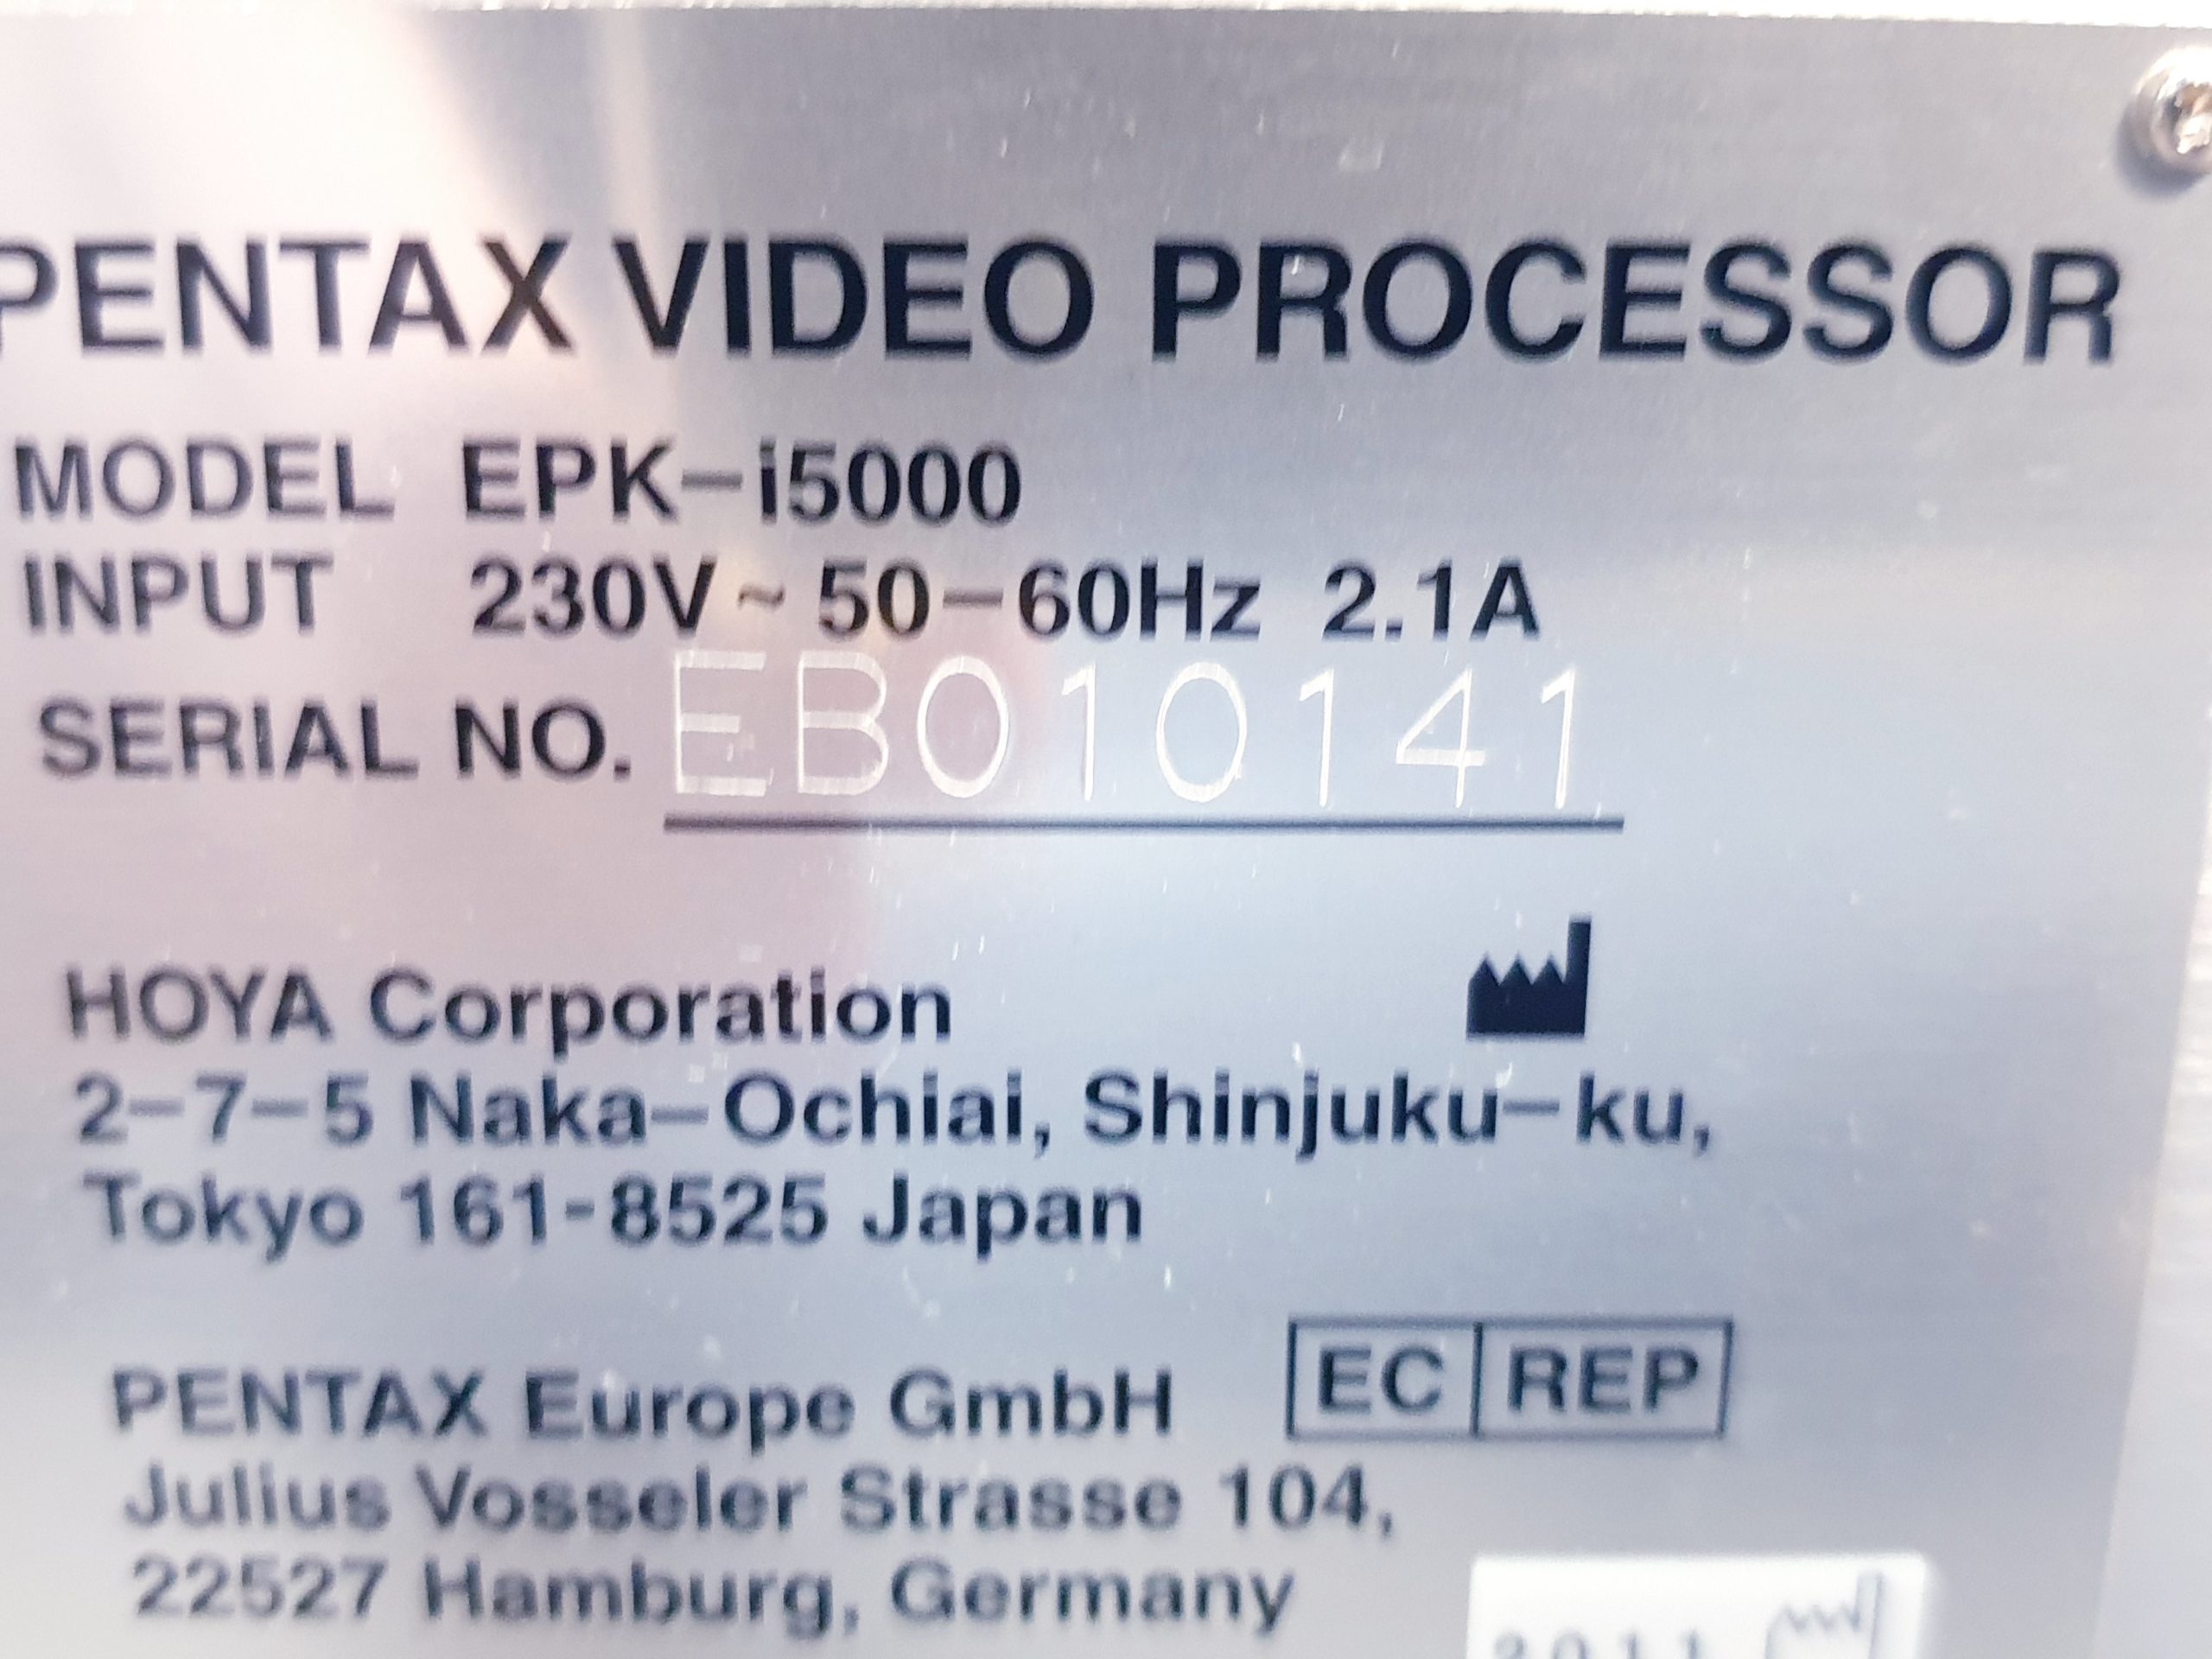 PENTAX VIDEO PROCESSOR
MODEL EPK-i5000
INPUT 230V ~ 50-60Hz 2.1A
SERIAL NO. EB010141
HOYA Corporation
2-7-5 Naka-Ochiai, Shinjuku-ku,
Tokyo 161-8525 Japan
PENTAX Europe GmbH EC REP
Julius Vosseler Strasse 104,
22527 Hamburg, Germany
2011